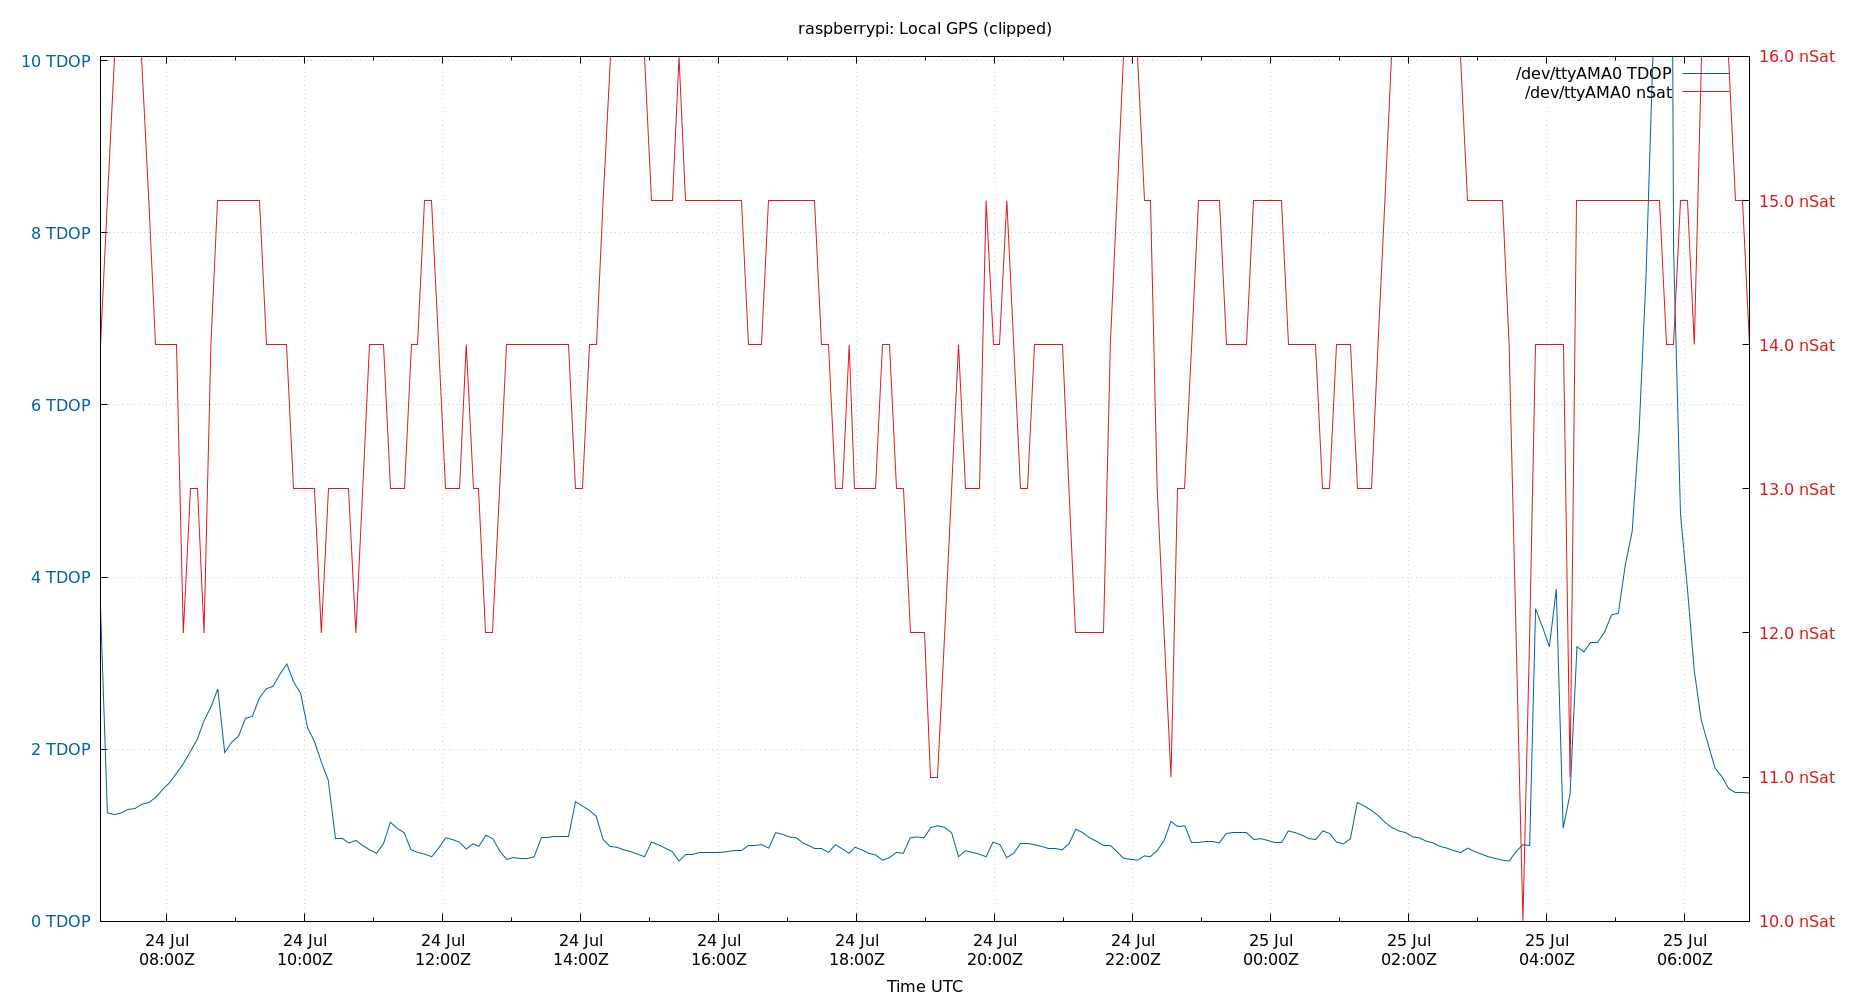 raspberrypi: Local GPS (clipped)
10 TDOP
8 TDOP
6 TDOP
4 TDOP
2 TDOP
0 TDOP
16.0 nSat
15.0 nSat
14.0 nSat
13.0 nSat
12.0 nSat
11.0 nSat
10.0 nSat
/dev/ttyAMA0 TDOP
/dev/ttyAMA0 nSat
24 Jul 24 Jul 24 Jul 24 Jul 24 Jul 24 Jul 24 Jul 24 Jul 25 Jul 25 Jul 25 Jul 25 Jul
08:00Z 10:00Z 12:00Z 14:00Z 16:00Z 18:00Z 20:00Z 22:00Z 00:00Z 02:00Z 04:00Z 06:00Z
Time UTC